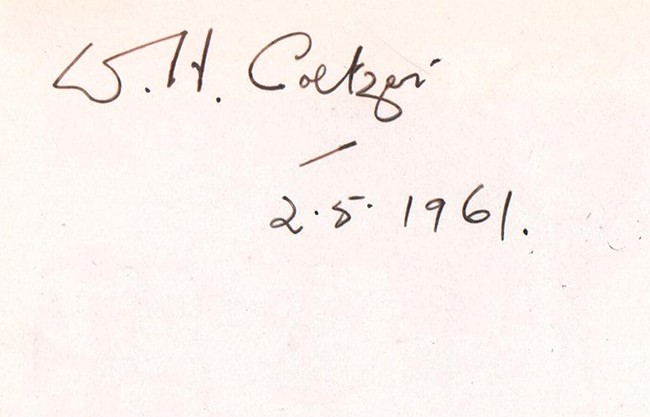 W. H. Coetzer
—
2.5.1961.